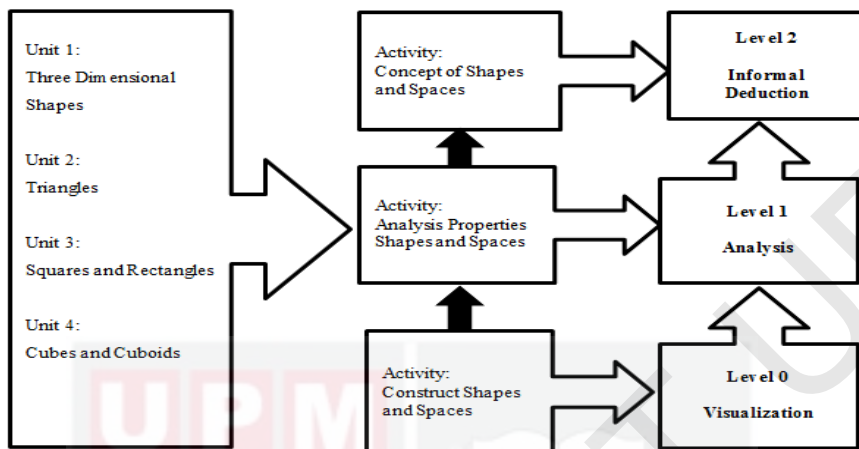 Unit 1:
Three Dimensional
Shapes
Unit 2:
Triangles
Unit 3:
Squares and Rectangles
Unit 4:
Cubes and Cuboids
Activity:
Concept of Shapes
and Spaces
Level 2
Informal
Deduction
Activity:
Analysis Properties
Shapes and Spaces
Level 1
Analysis
Activity:
Construct Shapes
and Spaces
Level 0
Visualization
UPM